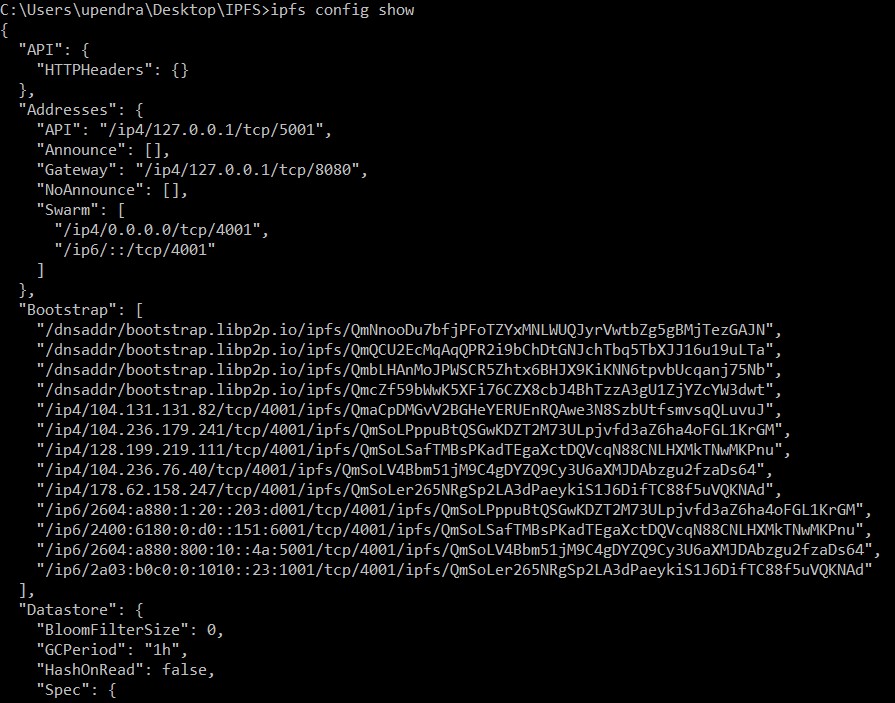 C:\Users\upendra\Desktop\IPFS>ipfs config show
{
  "API": {
    "HTTPHeaders": {}
  },
  "Addresses": {
    "API": "/ip4/127.0.0.1/tcp/5001",
    "Announce": [],
    "Gateway": "/ip4/127.0.0.1/tcp/8080",
    "NoAnnounce": [],
    "Swarm": [
      "/ip4/0.0.0.0/tcp/4001",
      "/ip6/::/tcp/4001"
    ]
  },
  "Bootstrap": [
    "/dnsaddr/bootstrap.libp2p.io/ipfs/QmNnooDu7bfjPFoTZYxMNLWUQJyrVwtbZg5gBMjTezGAJN",
    "/dnsaddr/bootstrap.libp2p.io/ipfs/QmQCU2EcMqAqQPR2i9bChDtGNJchTbq5TbXJJ16u19uLTa",
    "/dnsaddr/bootstrap.libp2p.io/ipfs/QmbLHAnMoJPWSCR5Zhtx6BHJX9KiKNN6tpvbUcqanj75Nb",
    "/dnsaddr/bootstrap.libp2p.io/ipfs/QmcZf59bWwK5XFi76CZX8cbJ4BhTzzA3gU1ZjYZcYW3dwt",
    "/ip4/104.131.131.82/tcp/4001/ipfs/QmaCpDMGvV2BGHeYERUEnRQAwe3N8SzbUtfsmvsqQLuvuJ",
    "/ip4/104.236.179.241/tcp/4001/ipfs/QmSoLPppuBtQSGwKDZT2M73ULpjvfd3aZ6ha4oFGL1KrGM",
    "/ip4/128.199.219.111/tcp/4001/ipfs/QmSoLSafTMBsPKadTEgaXctDQVcqN88CNLHXMkTNwMKPnu",
    "/ip4/104.236.76.40/tcp/4001/ipfs/QmSoLV4Bbm51jM9C4gDYZQ9Cy3U6aXMJDAbzgu2fzaDs64",
    "/ip4/178.62.158.247/tcp/4001/ipfs/QmSoLer265NRgSp2LA3dPaeykiS1J6DifTC88f5uVQKNAd",
    "/ip6/2604:a880:1:20::203:d001/tcp/4001/ipfs/QmSoLPppuBtQSGwKDZT2M73ULpjvfd3aZ6ha4oFGL1KrGM",
    "/ip6/2400:6180:0:d0::151:6001/tcp/4001/ipfs/QmSoLSafTMBsPKadTEgaXctDQVcqN88CNLHXMkTNwMKPnu",
    "/ip6/2604:a880:800:10::4a:5001/tcp/4001/ipfs/QmSoLV4Bbm51jM9C4gDYZQ9Cy3U6aXMJDAbzgu2fzaDs64",
    "/ip6/2a03:b0c0:0:1010::23:1001/tcp/4001/ipfs/QmSoLer265NRgSp2LA3dPaeykiS1J6DifTC88f5uVQKNAd"
  ],
  "Datastore": {
    "BloomFilterSize": 0,
    "GCPeriod": "1h",
    "HashOnRead": false,
    "Spec": {